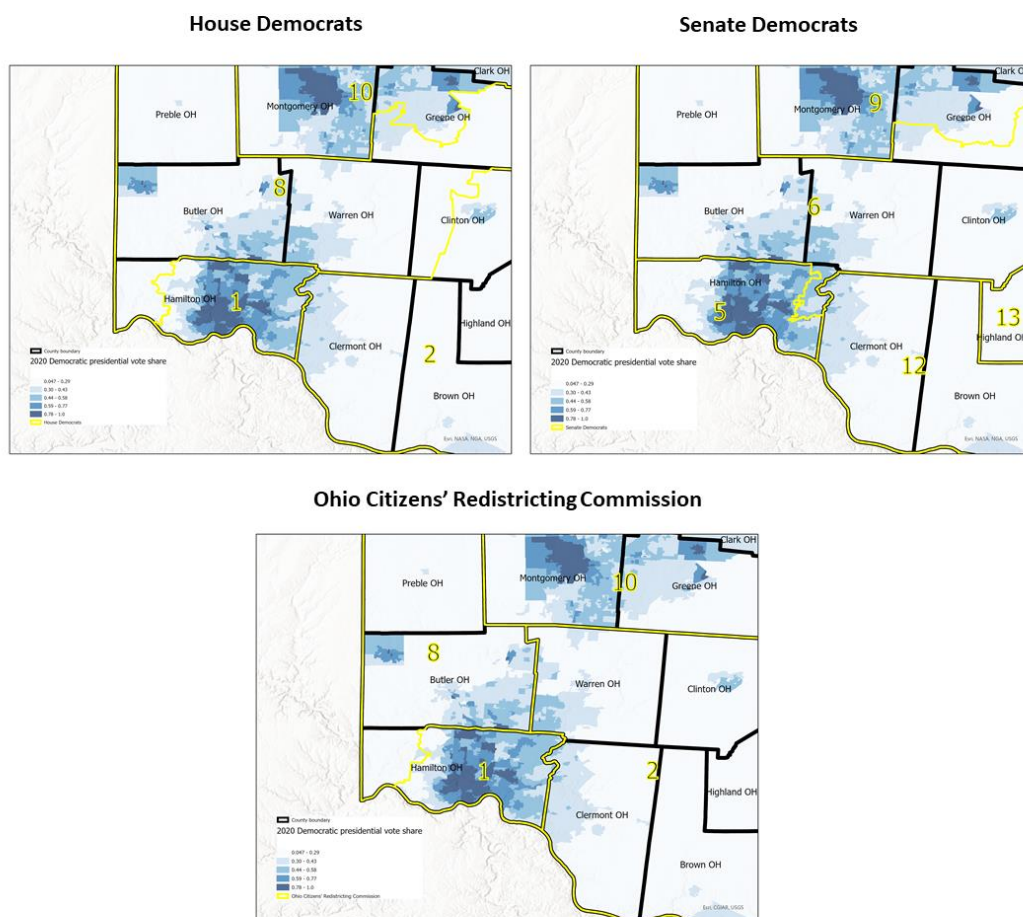 House Democrats
Clark OH
10
Montgomery OH
Preble OH
Greene OH
8
Butler OH
Warren OH
Clinton OH
Hamilton OH
1
Highland OH
Clermont OH
2
Brown OH
County boundary
2020 Democratic presidential vote share
0.047 - 0.29
0.30 - 0.43
0.44 - 0.58
0.59 - 0.77
0.78 - 1.0
House Democrats
Esri, NASA, NGA, USGS
Senate Democrats
Clark O
9
Montgomery OH
Preble OH
Greene OH
6
Butler OH
Warren OH
Clinton OH
Hamilton OH
5
13
Highland OH
Clermont OH
12
Brown OH
County boundary
2020 Democratic presidential vote share
0.047 - 0.29
0.30 - 0.43
0.44 - 0.58
0.59 - 0.77
0.78 - 1.0
Senate Democrats
Esri, NASA, NGA, USGS
Ohio Citizens' Redistricting Commission
Clark OH
Preble OH
Montgomery OH
10
Greene OH
8
Butler OH
Warren OH
Clinton OH
Hamilton OH
1
2
Highland OH
Clermont OH
Brown OH
County boundary
2020 Democratic presidential vote share
0.047 - 0.29
0.30 - 0.43
0.44 - 0.58
0.59 - 0.77
0.78 - 1.0
Ohio Citizens' Redistricting Commission
Esri, CGIAR, USGS